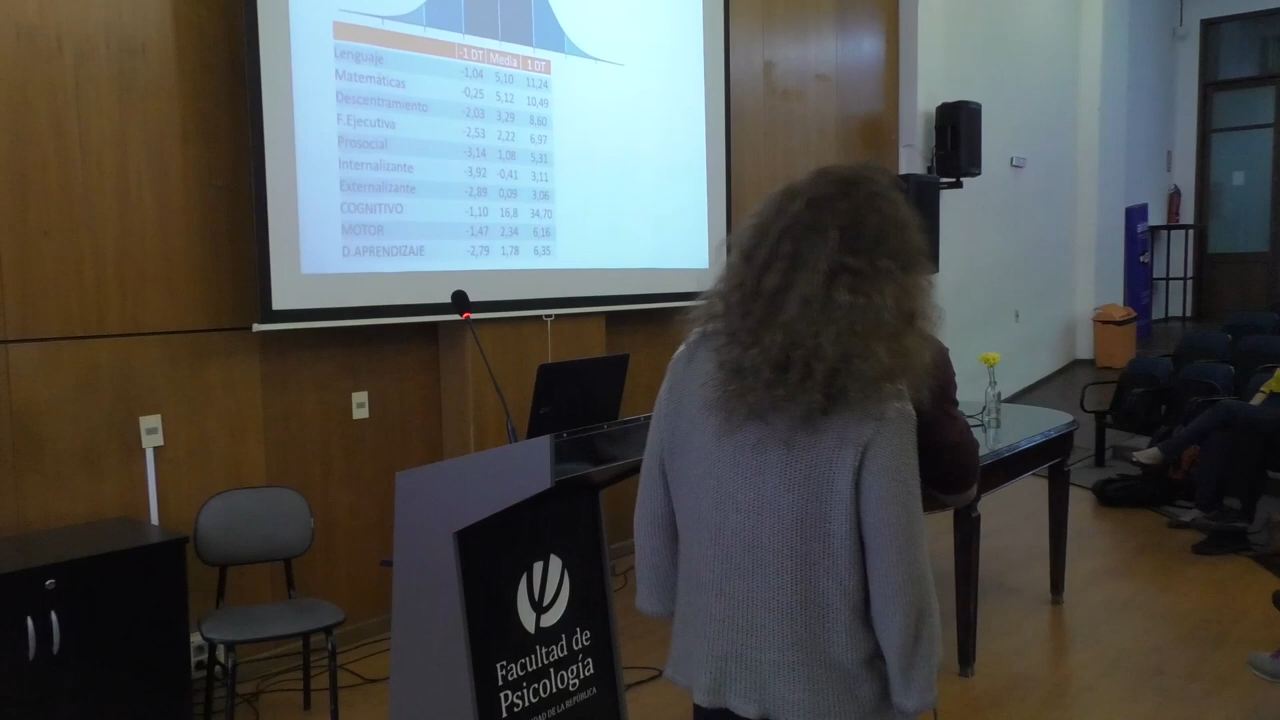 -1 DT Media 1 DT
Lenguaje -1,04 5,10 11,24
Matemáticas -0,25 5,12 10,49
Descentramiento -2,03 3,29 8,60
F.Ejecutiva -2,53 2,22 6,97
Prosocial -3,14 1,08 5,31
Internalizante -3,92 -0,41 3,11
Externalizante -2,89 0,09 3,06
COGNITIVO -1,10 16,8 34,70
MOTOR -1,47 2,34 6,16
D.APRENDIZAJE -2,79 1,78 6,35
Facultad de
Psicología
DE LA REPÚBLICA